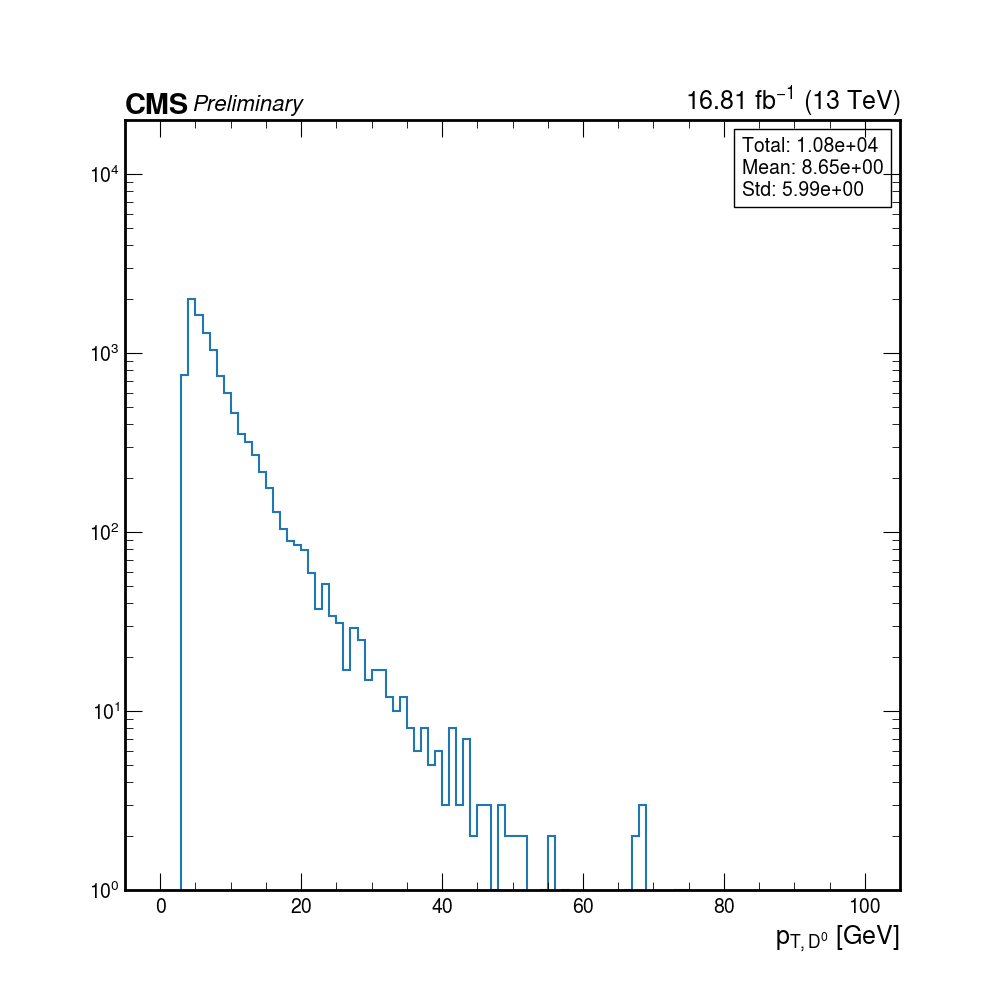 CMS Preliminary 16.81 fb⁻¹ (13 TeV)
Total: 1.08e+04
Mean: 8.65e+00
Std: 5.99e+00
10⁴
10³
10²
10¹
10⁰
0 20 40 60 80 100
p_{T, D⁰} [GeV]